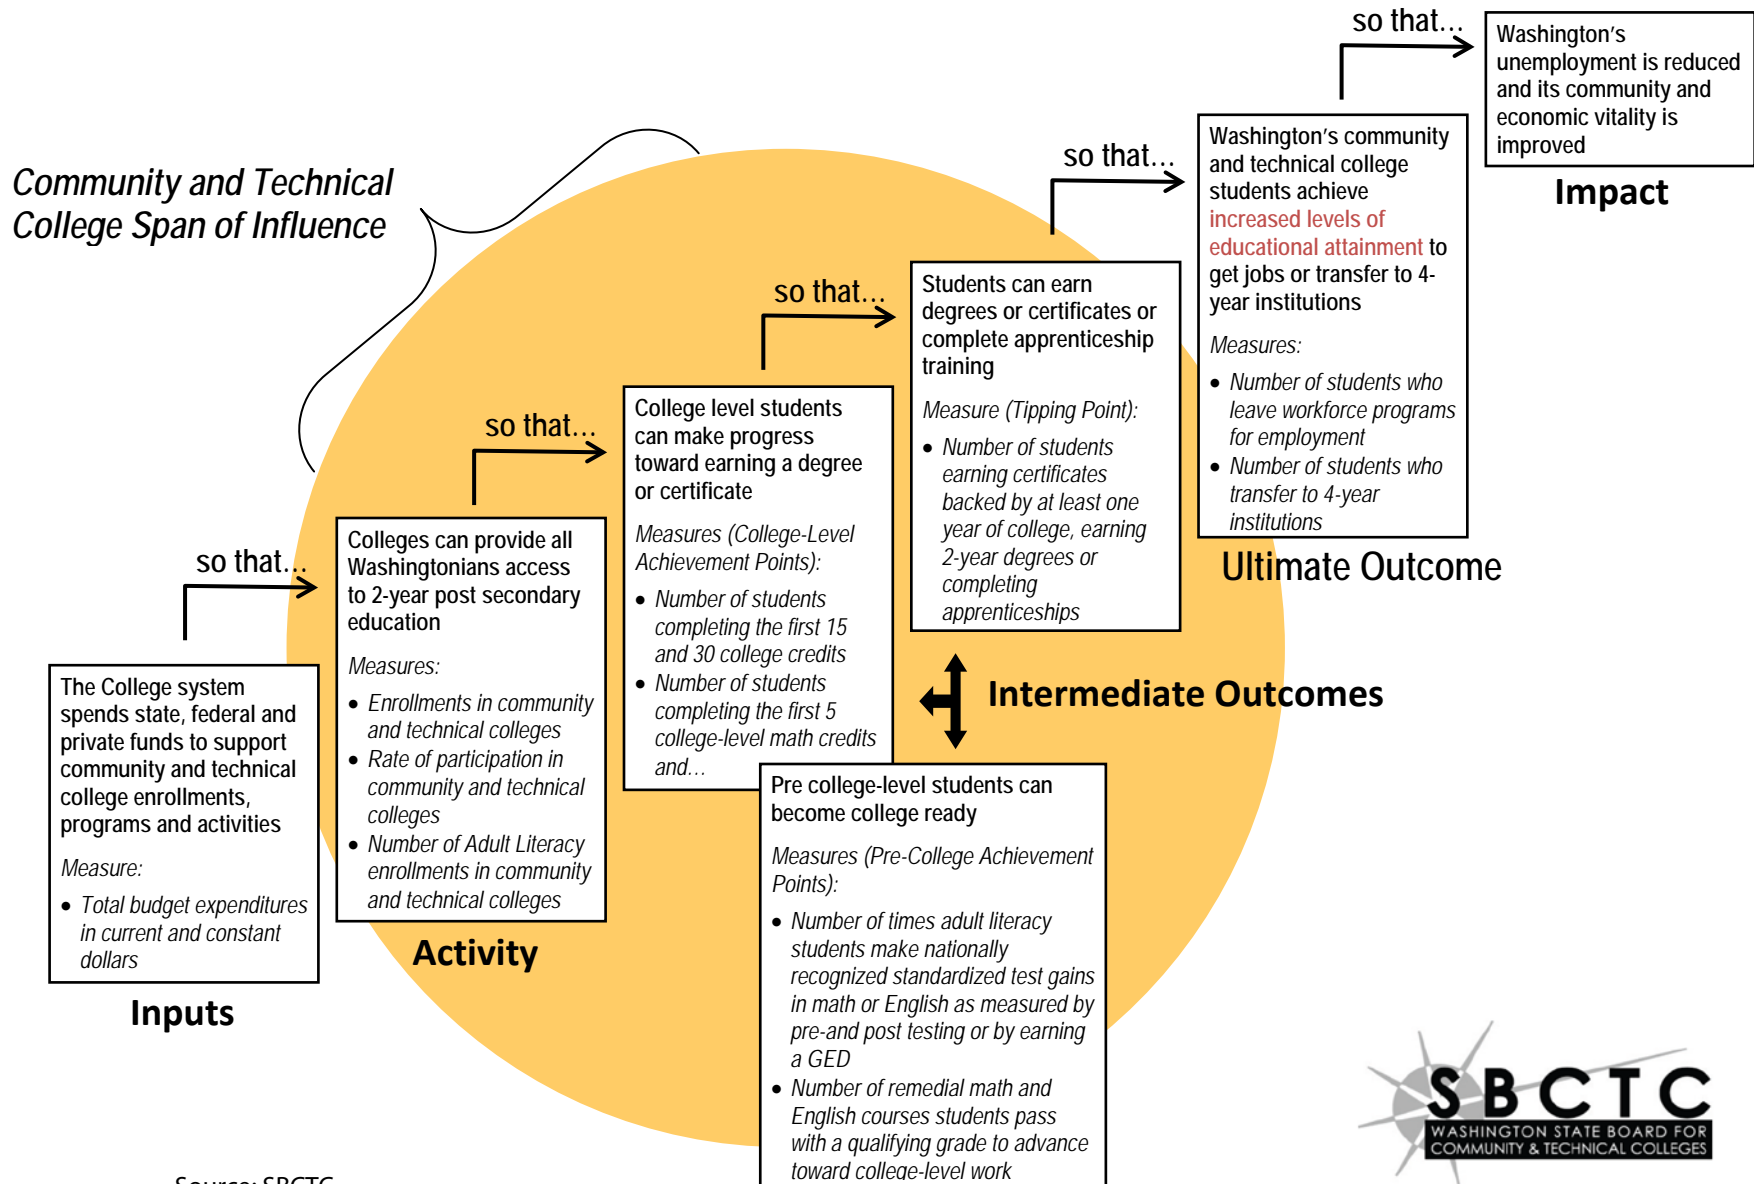 Community and Technical
College Span of Influence
The College system
spends state, federal and
private funds to support
community and technical
college enrollments,
programs and activities
Measure:
• Total budget expenditures
in current and constant
dollars
Inputs
so that...
Colleges can provide all
Washingtonians access
to 2-year post secondary
education
Measures:
• Enrollments in community
and technical colleges
• Rate of participation in
community and technical
colleges
• Number of Adult Literacy
enrollments in community
and technical colleges
Activity
so that...
College level students
can make progress
toward earning a degree
or certificate
Measures (College-Level
Achievement Points):
• Number of students
completing the first 15
and 30 college credits
• Number of students
completing the first 5
college-level math credits
and...
Pre college-level students can
become college ready
Measures (Pre-College Achievement
Points):
• Number of times adult literacy
students make nationally
recognized standardized test gains
in math or English as measured by
pre-and post testing or by earning
a GED
• Number of remedial math and
English courses students pass
with a qualifying grade to advance
toward college-level work
so that...
Students can earn
degrees or certificates or
complete apprenticeship
training
Measure (Tipping Point):
• Number of students
earning certificates
backed by at least one
year of college, earning
2-year degrees or
completing
apprenticeships
Intermediate Outcomes
so that...
Washington's community
and technical college
students achieve
increased levels of
educational attainment to
get jobs or transfer to 4-
year institutions
Measures:
• Number of students who
leave workforce programs
for employment
• Number of students who
transfer to 4-year
institutions
Ultimate Outcome
so that...
Washington's
unemployment is reduced
and its community and
economic vitality is
improved
Impact
SBCTC
WASHINGTON STATE BOARD FOR
COMMUNITY & TECHNICAL COLLEGES
Source: SBCTC